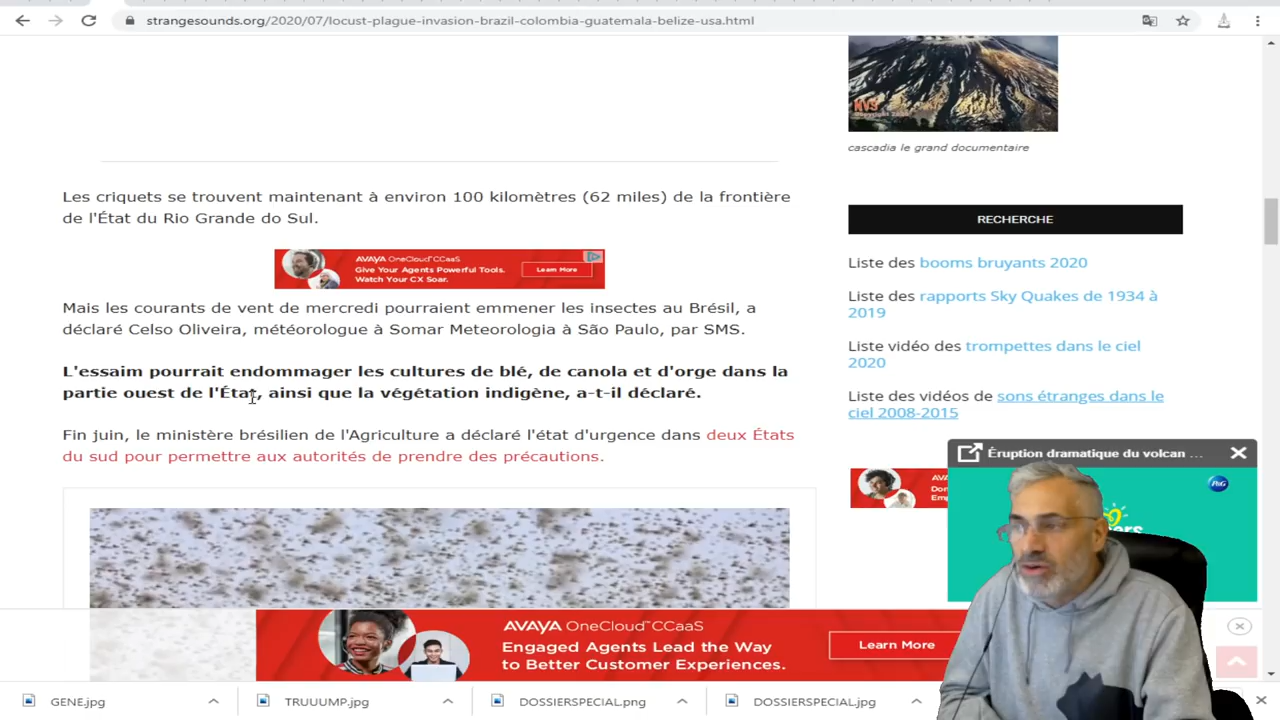 strangesounds.org/2020/07/locust-plague-invasion-brazil-colombia-guatemala-belize-usa.html
cascadia le grand documentaire
Les criquets se trouvent maintenant à environ 100 kilomètres (62 miles) de la frontière
de l'État du Rio Grande do Sul.
AVAYA OneCloud™CCaaS
Give Your Agents Powerful Tools.
Watch Your CX Soar.
Learn More
Mais les courants de vent de mercredi pourraient emmener les insectes au Brésil, a
déclaré Celso Oliveira, météorologue à Somar Meteorologia à São Paulo, par SMS.
L'essaim pourrait endommager les cultures de blé, de canola et d'orge dans la
partie ouest de l'État, ainsi que la végétation indigène, a-t-il déclaré.
Fin juin, le ministère brésilien de l'Agriculture a déclaré l'état d'urgence dans deux États
du sud pour permettre aux autorités de prendre des précautions.
RECHERCHE
Liste des booms bruyants 2020
Liste des rapports Sky Quakes de 1934 à
2019
Liste vidéo des trompettes dans le ciel
2020
Liste des vidéos de sons étranges dans le
ciel 2008-2015
Éruption dramatique du volcan ...
P&G
AVAYA OneCloud™CCaaS
Engaged Agents Lead the Way
to Better Customer Experiences.
Learn More
GENE.jpg
TRUUUMP.jpg
DOSSIERSPECIAL.png
DOSSIERSPECIAL.jpg